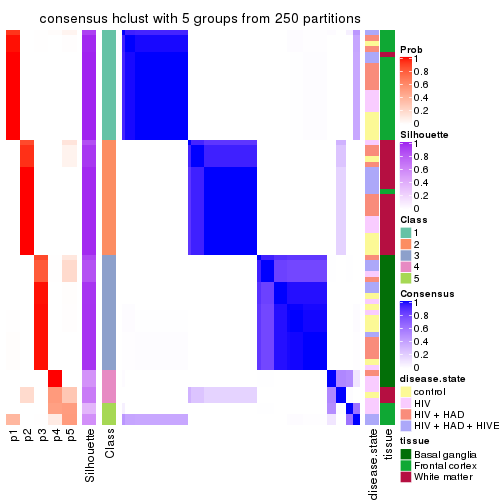 consensus hclust with 5 groups from 250 partitions
p1
p2
p3
p4
p5
Silhouette
Class
disease.state
tissue
Prob
1
0.8
0.6
0.4
0.2
0
Silhouette
1
0.8
0.6
0.4
0.2
0
Class
1
2
3
4
5
Consensus
1
0.8
0.6
0.4
0.2
0
disease.state
control
HIV
HIV + HAD
HIV + HAD + HIVE
tissue
Basal ganglia
Frontal cortex
White matter